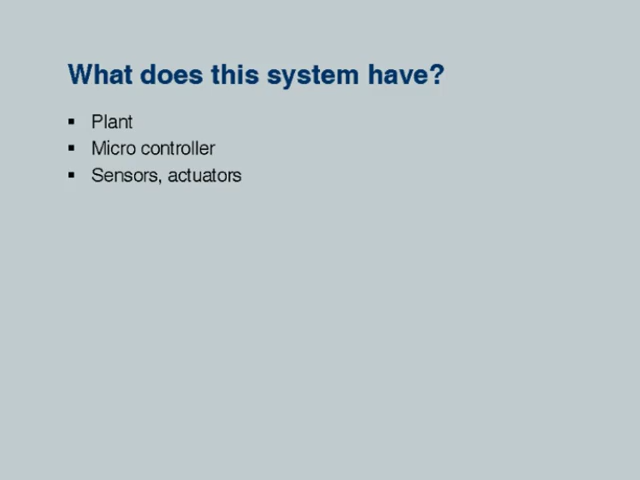 What does this system have?
▪ Plant
▪ Micro controller
▪ Sensors, actuators